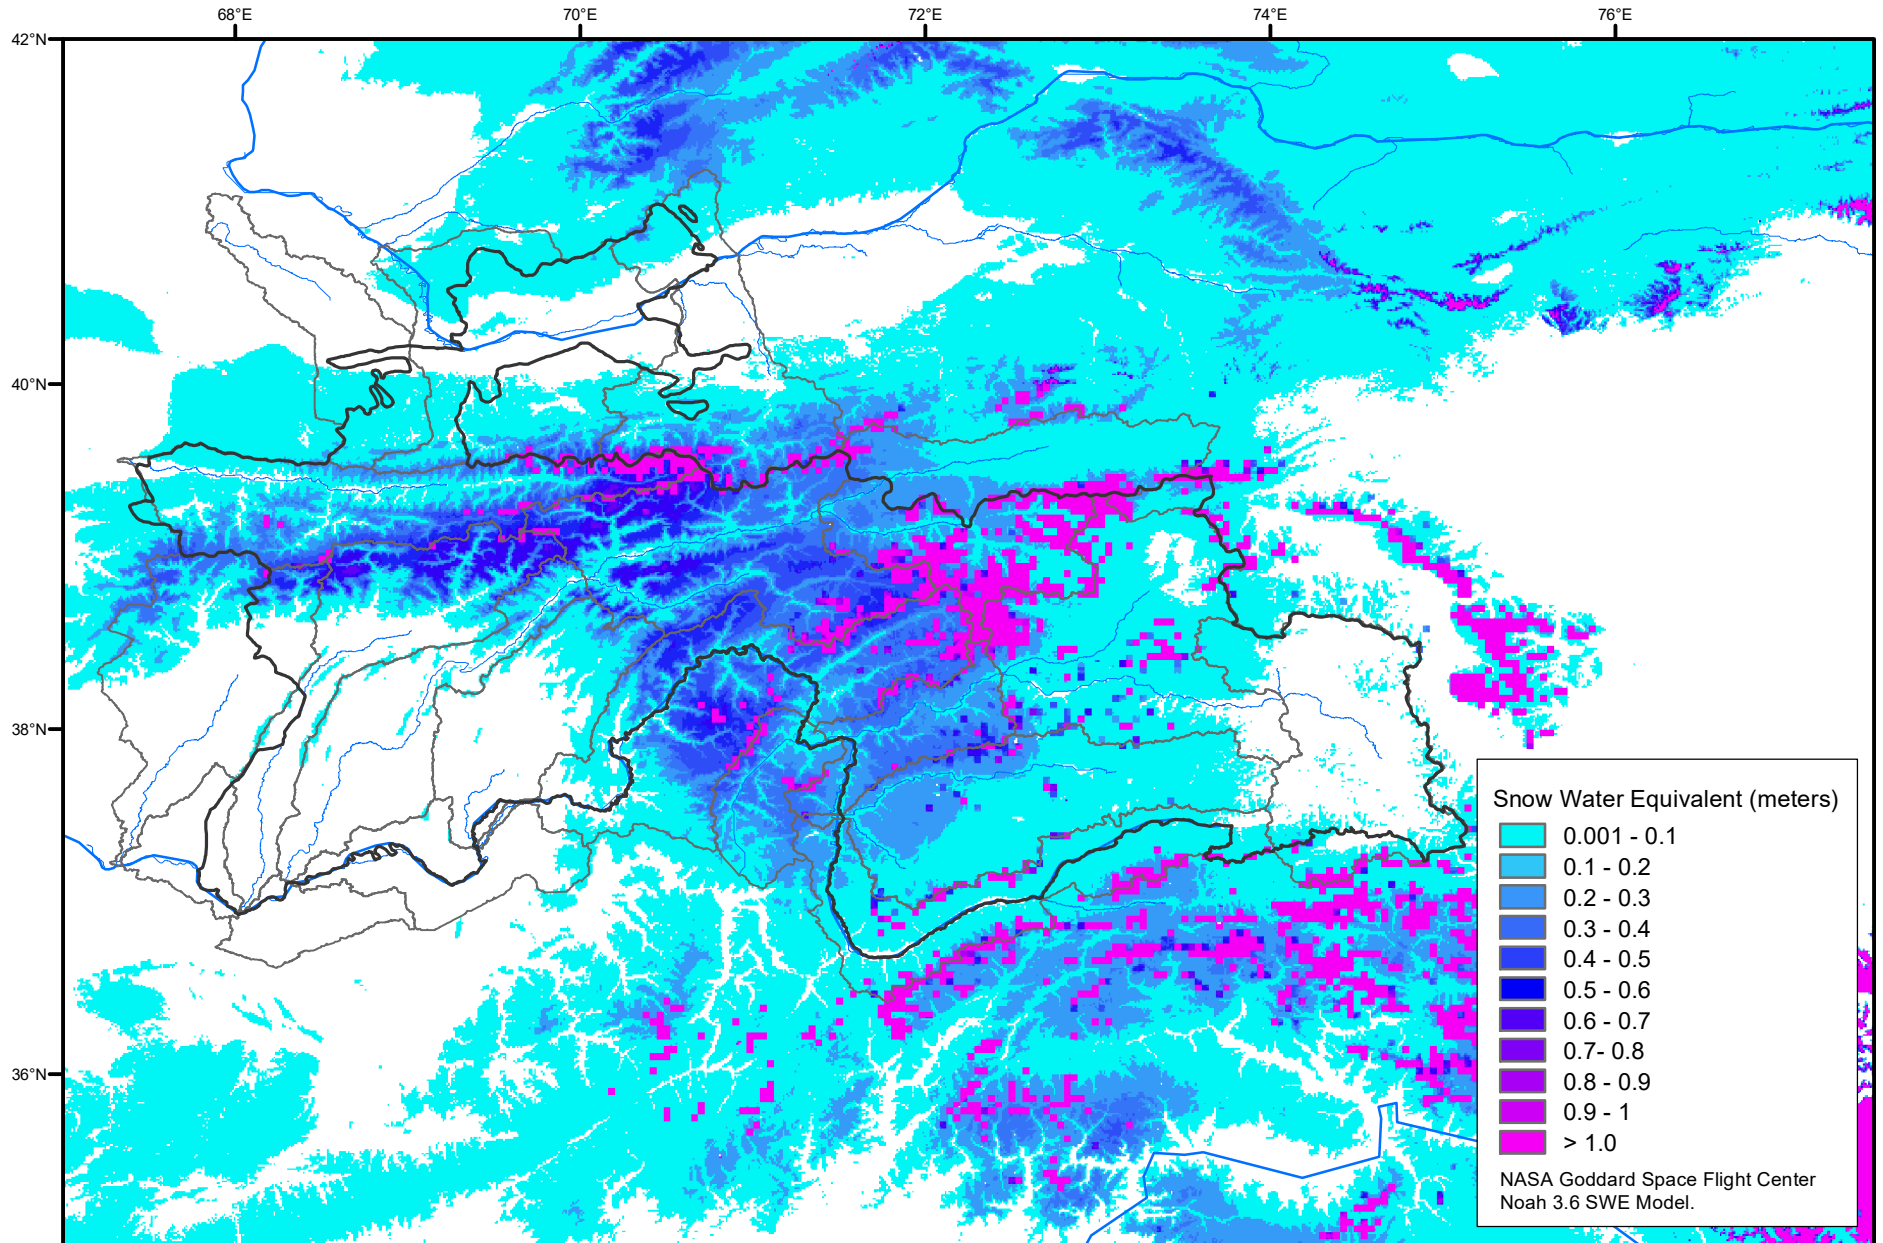 68°E
70°E
72°E
74°E
76°E
42°N
40°N
38°N
36°N
Snow Water Equivalent (meters)
0.001 - 0.1
0.1 - 0.2
0.2 - 0.3
0.3 - 0.4
0.4 - 0.5
0.5 - 0.6
0.6 - 0.7
0.7- 0.8
0.8 - 0.9
0.9 - 1
> 1.0
NASA Goddard Space Flight Center
Noah 3.6 SWE Model.